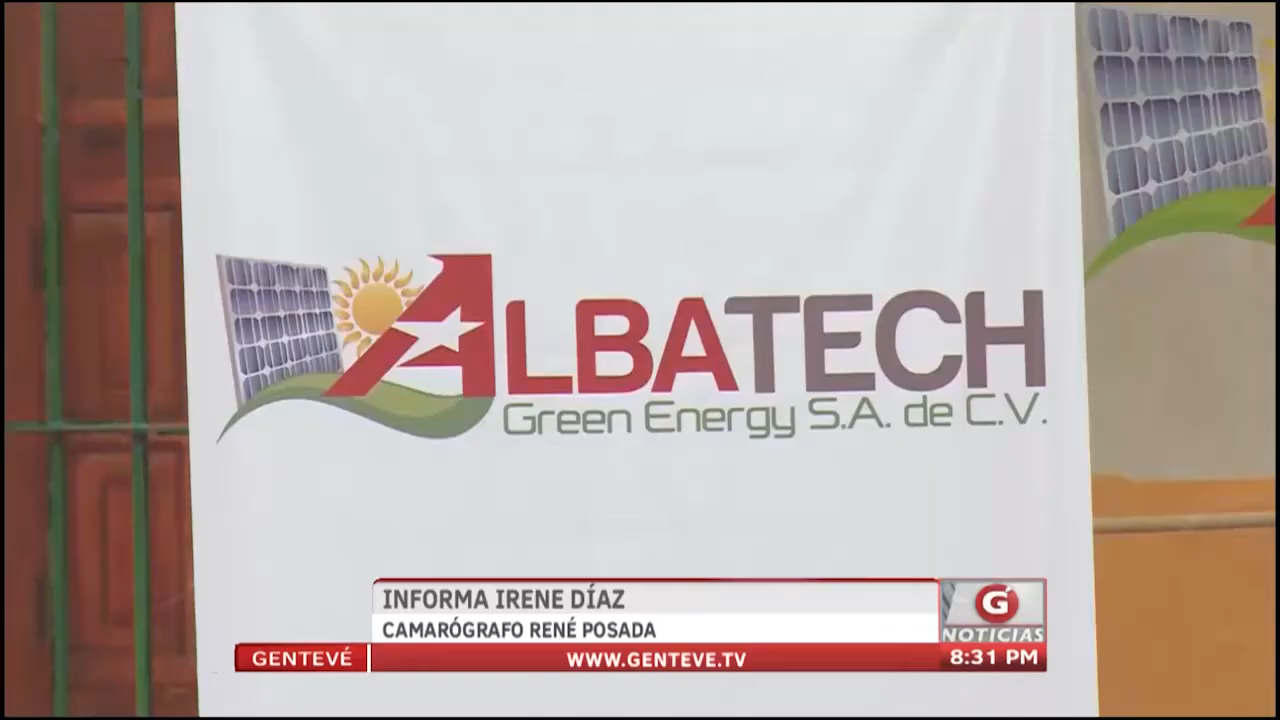 ALBATECH
Green Energy S.A. de C.V.
INFORMA IRENE DÍAZ
CAMARÓGRAFO RENÉ POSADA
GENTEVÉ
WWW.GENTEVE.TV
G
NOTICIAS
8:31 PM